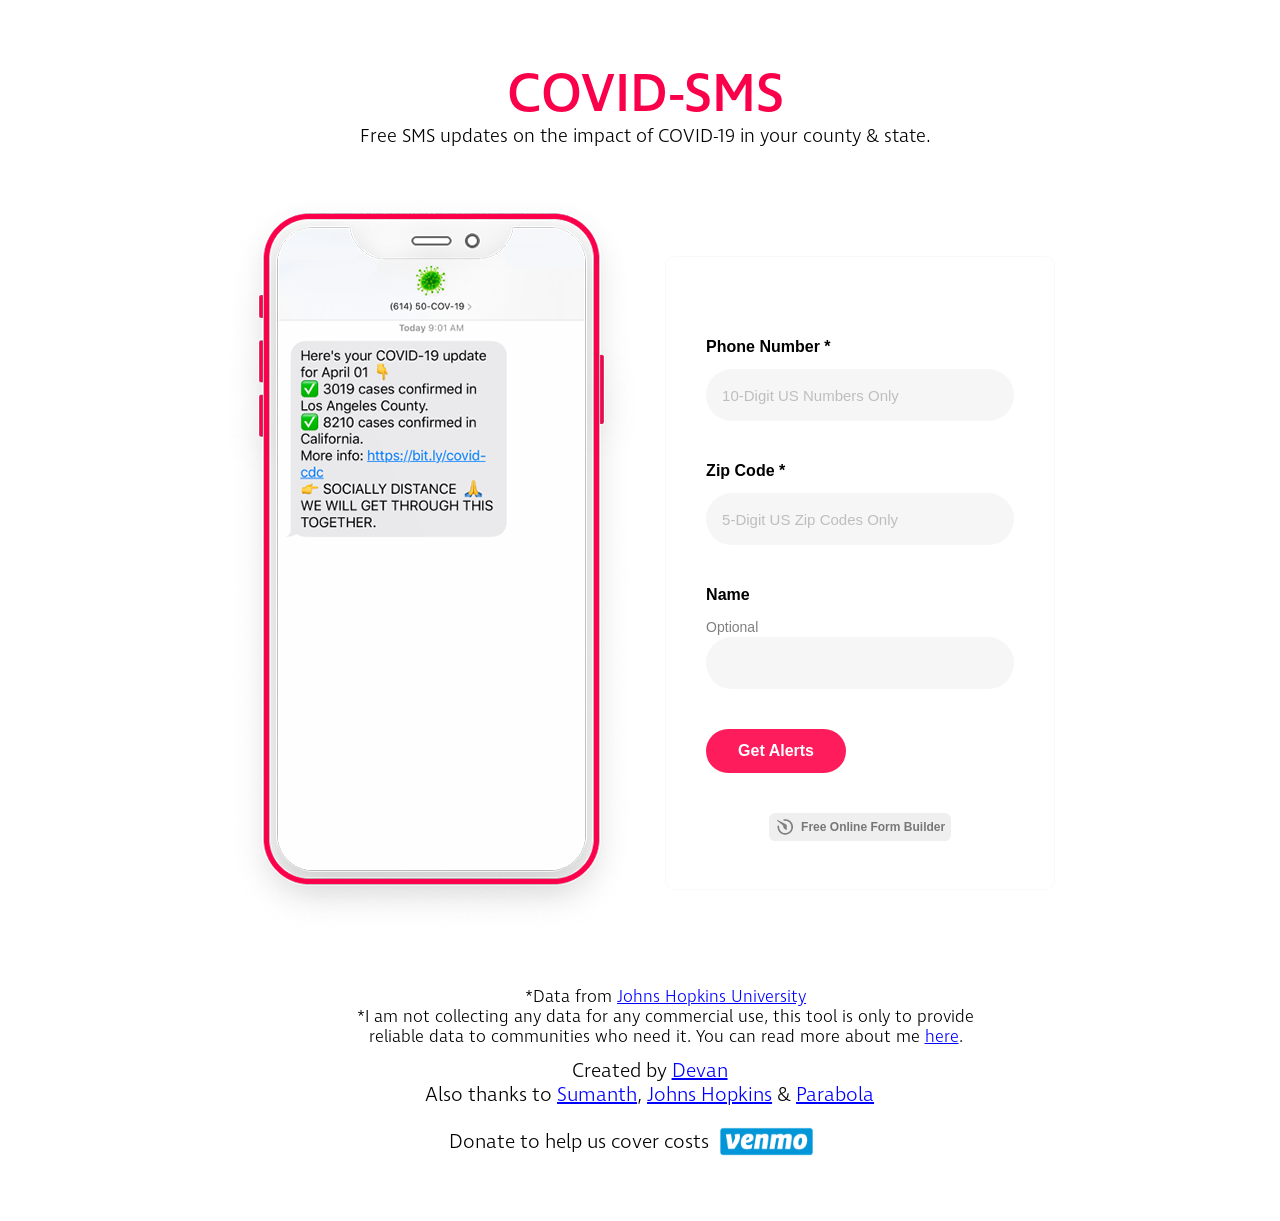 COVID-SMS
Free SMS updates on the impact of COVID-19 in your county & state.
(614) 50-COV-19 >
Today 9:01 AM
Here's your COVID-19 update
for April 01 👇
✅ 3019 cases confirmed in
Los Angeles County.
✅ 8210 cases confirmed in
California.
More info: https://bit.ly/covid-
cdc
👉 SOCIALLY DISTANCE 🙏
WE WILL GET THROUGH THIS
TOGETHER.
Phone Number *
10-Digit US Numbers Only
Zip Code *
5-Digit US Zip Codes Only
Name
Optional
Get Alerts
Free Online Form Builder
*Data from Johns Hopkins University
*I am not collecting any data for any commercial use, this tool is only to provide
reliable data to communities who need it. You can read more about me here.
Created by Devan
Also thanks to Sumanth, Johns Hopkins & Parabola
Donate to help us cover costs venmo